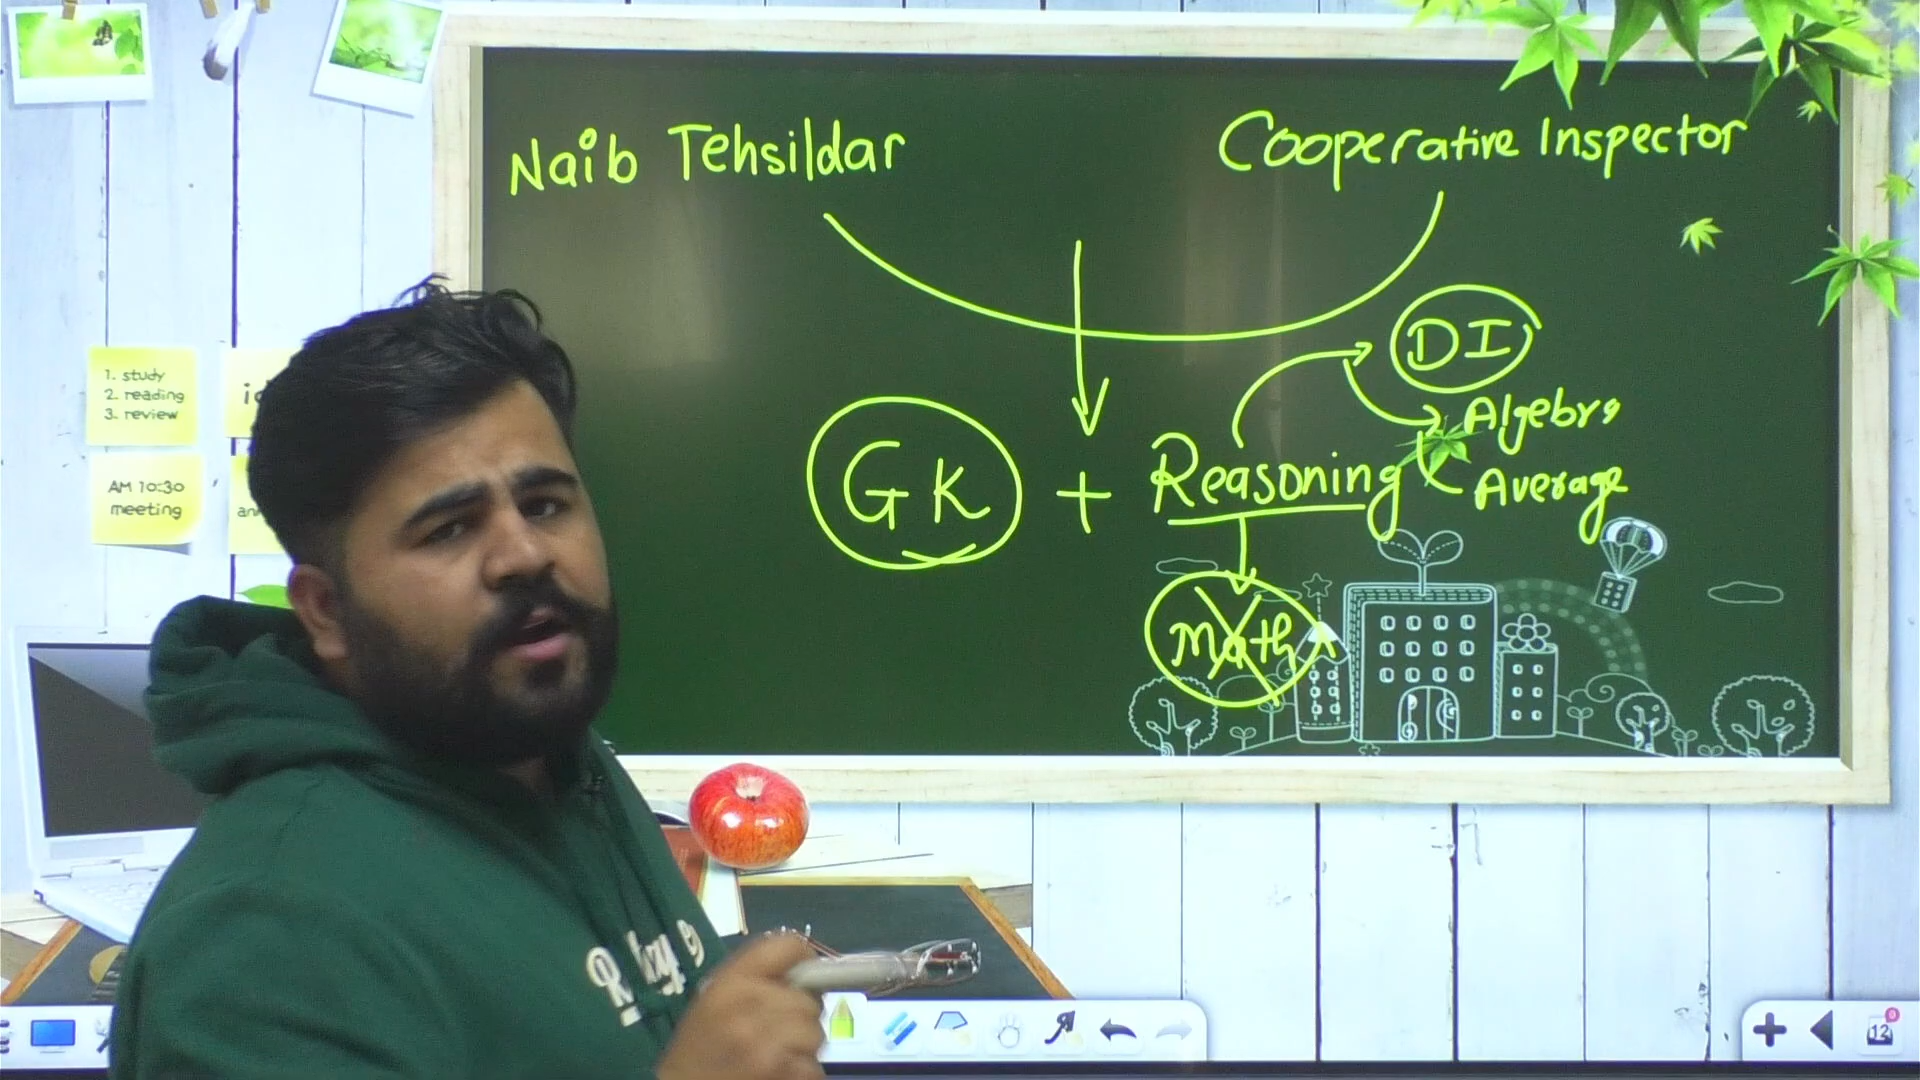 Naib Tehsildar
Cooperative Inspector
DI
Algebra
Average
GK + Reasoning
Math
1. study
2. reading
3. review
AM 10:30
meeting
12